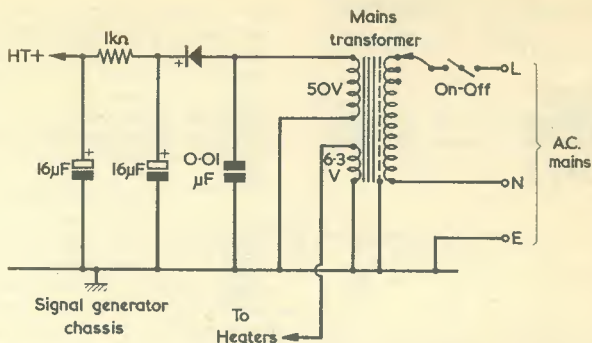 Mains
transformer
1kΩ
HT+
+
50V
On-Off
L
+
16µF
+
16µF
0·01
µF
6·3
V
A.C.
mains
N
E
Signal generator
chassis
To
Heaters